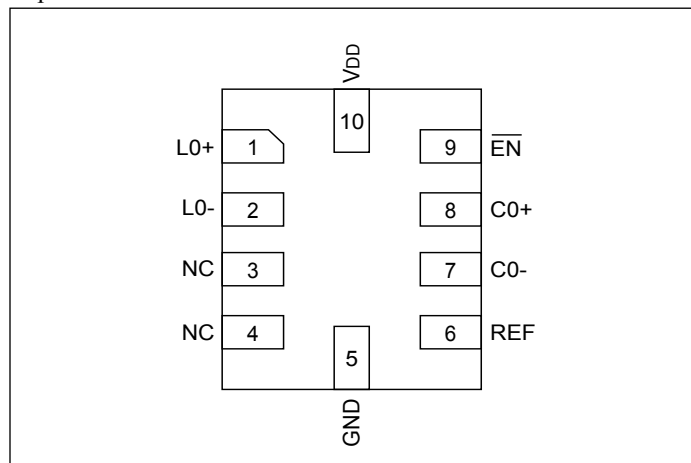 VDD
10
L0+ 1 9 E̅N̅
L0- 2 8 C0+
NC 3 7 C0-
NC 4 6 REF
5
GND